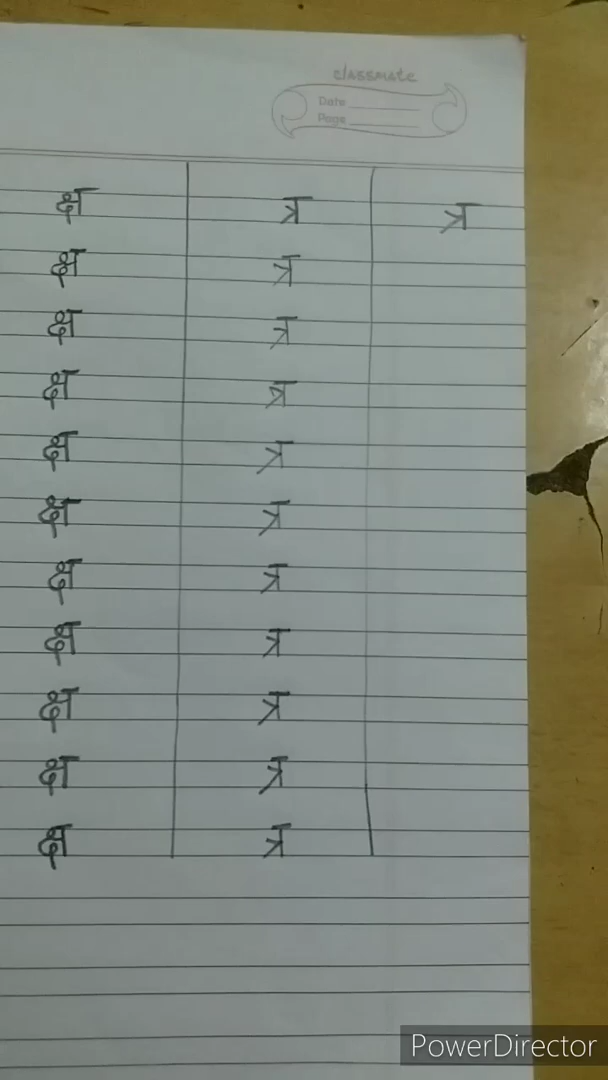 classmate
Date
Page
क्ष त्र त्र
क्ष त्र
क्ष त्र
क्ष त्र
क्ष त्र
क्ष त्र
क्ष त्र
क्ष त्र
क्ष त्र
क्ष त्र
क्ष त्र
PowerDirector